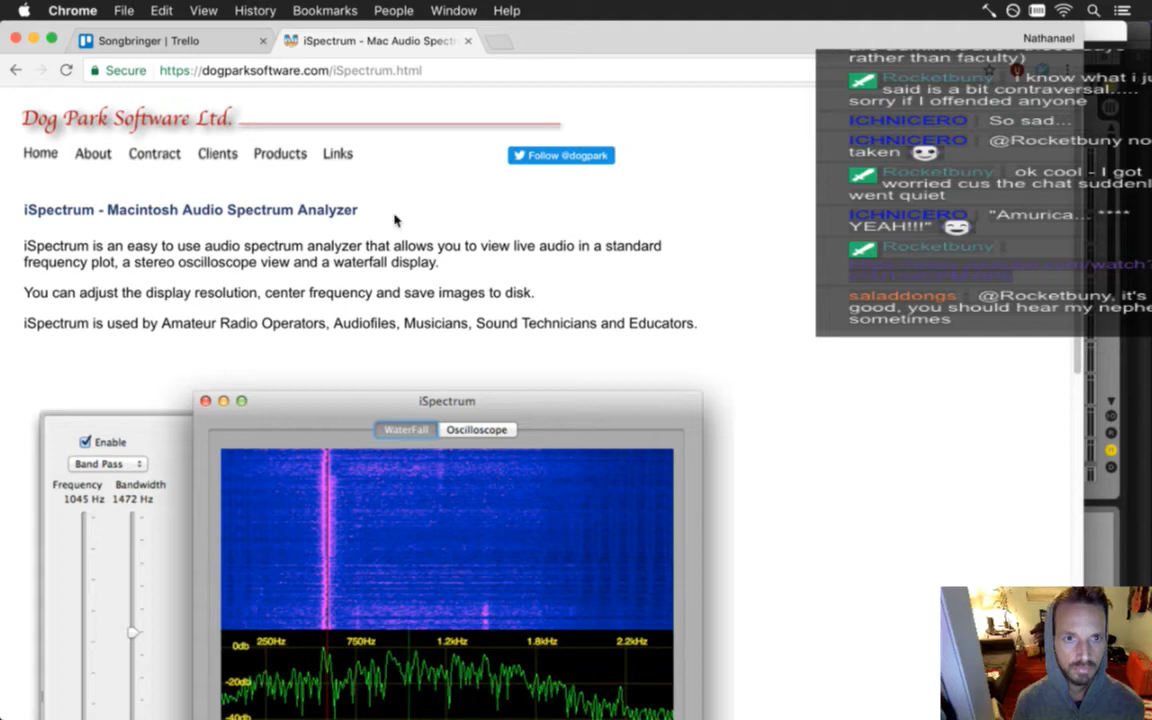 Chrome File Edit View History Bookmarks People Window Help
Songbringer | Trello
iSpectrum - Mac Audio Spectr
Nathanael
Secure https://dogparksoftware.com/iSpectrum.html
rather than faculty)
Rocketbuny I know what i ju
said is a bit contraversal.....
sorry if I offended anyone
ICHNICERO So sad...
ICHNICERO @Rocketbuny no
taken
Rocketbuny ok cool - I got
worried cus the chat suddenl
went quiet
ICHNICERO "Amurica... ****
YEAH!!!"
Rocketbuny
saladdongs @Rocketbuny, it's
good, you should hear my nephe
sometimes
Dog Park Software Ltd.
Home About Contract Clients Products Links
Follow @dogpark
iSpectrum - Macintosh Audio Spectrum Analyzer
iSpectrum is an easy to use audio spectrum analyzer that allows you to view live audio in a standard
frequency plot, a stereo oscilloscope view and a waterfall display.
You can adjust the display resolution, center frequency and save images to disk.
iSpectrum is used by Amateur Radio Operators, Audiofiles, Musicians, Sound Technicians and Educators.
iSpectrum
WaterFall Oscilloscope
Enable
Band Pass
Frequency Bandwidth
1045 Hz 1472 Hz
0db 250Hz 750Hz 1.2kHz 1.8kHz 2.2kHz
-20db
-40db